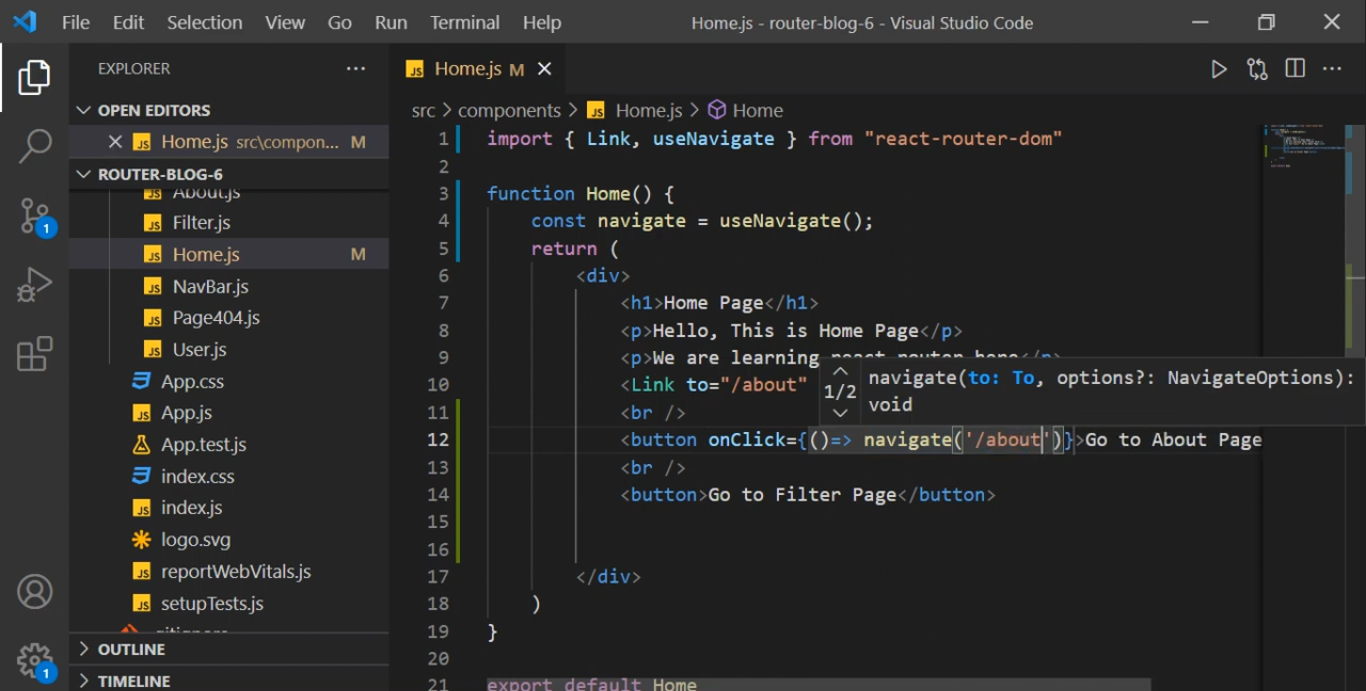 File Edit Selection View Go Run Terminal Help Home.js - router-blog-6 - Visual Studio Code
EXPLORER ...
OPEN EDITORS
Home.js src\compon... M
ROUTER-BLOG-6
About.js
Filter.js
Home.js M
NavBar.js
Page404.js
User.js
App.css
App.js
App.test.js
index.css
index.js
logo.svg
reportWebVitals.js
setupTests.js
OUTLINE
TIMELINE
1
1
JS Home.js M
src > components > JS Home.js > Home
1 import { Link, useNavigate } from "react-router-dom"
2
3 function Home() {
4 const navigate = useNavigate();
5 return (
6 <div>
7 <h1>Home Page</h1>
8 <p>Hello, This is Home Page</p>
9 <p>We are learning react router here</p>
10 <Link to="/about"
11 <br />
12 <button onClick={()=> navigate('/about')}>Go to About Page
13 <br />
14 <button>Go to Filter Page</button>
15
16
17 </div>
18 )
19 }
20
21 export default Home
1/2 navigate(to: To, options?: NavigateOptions):
void